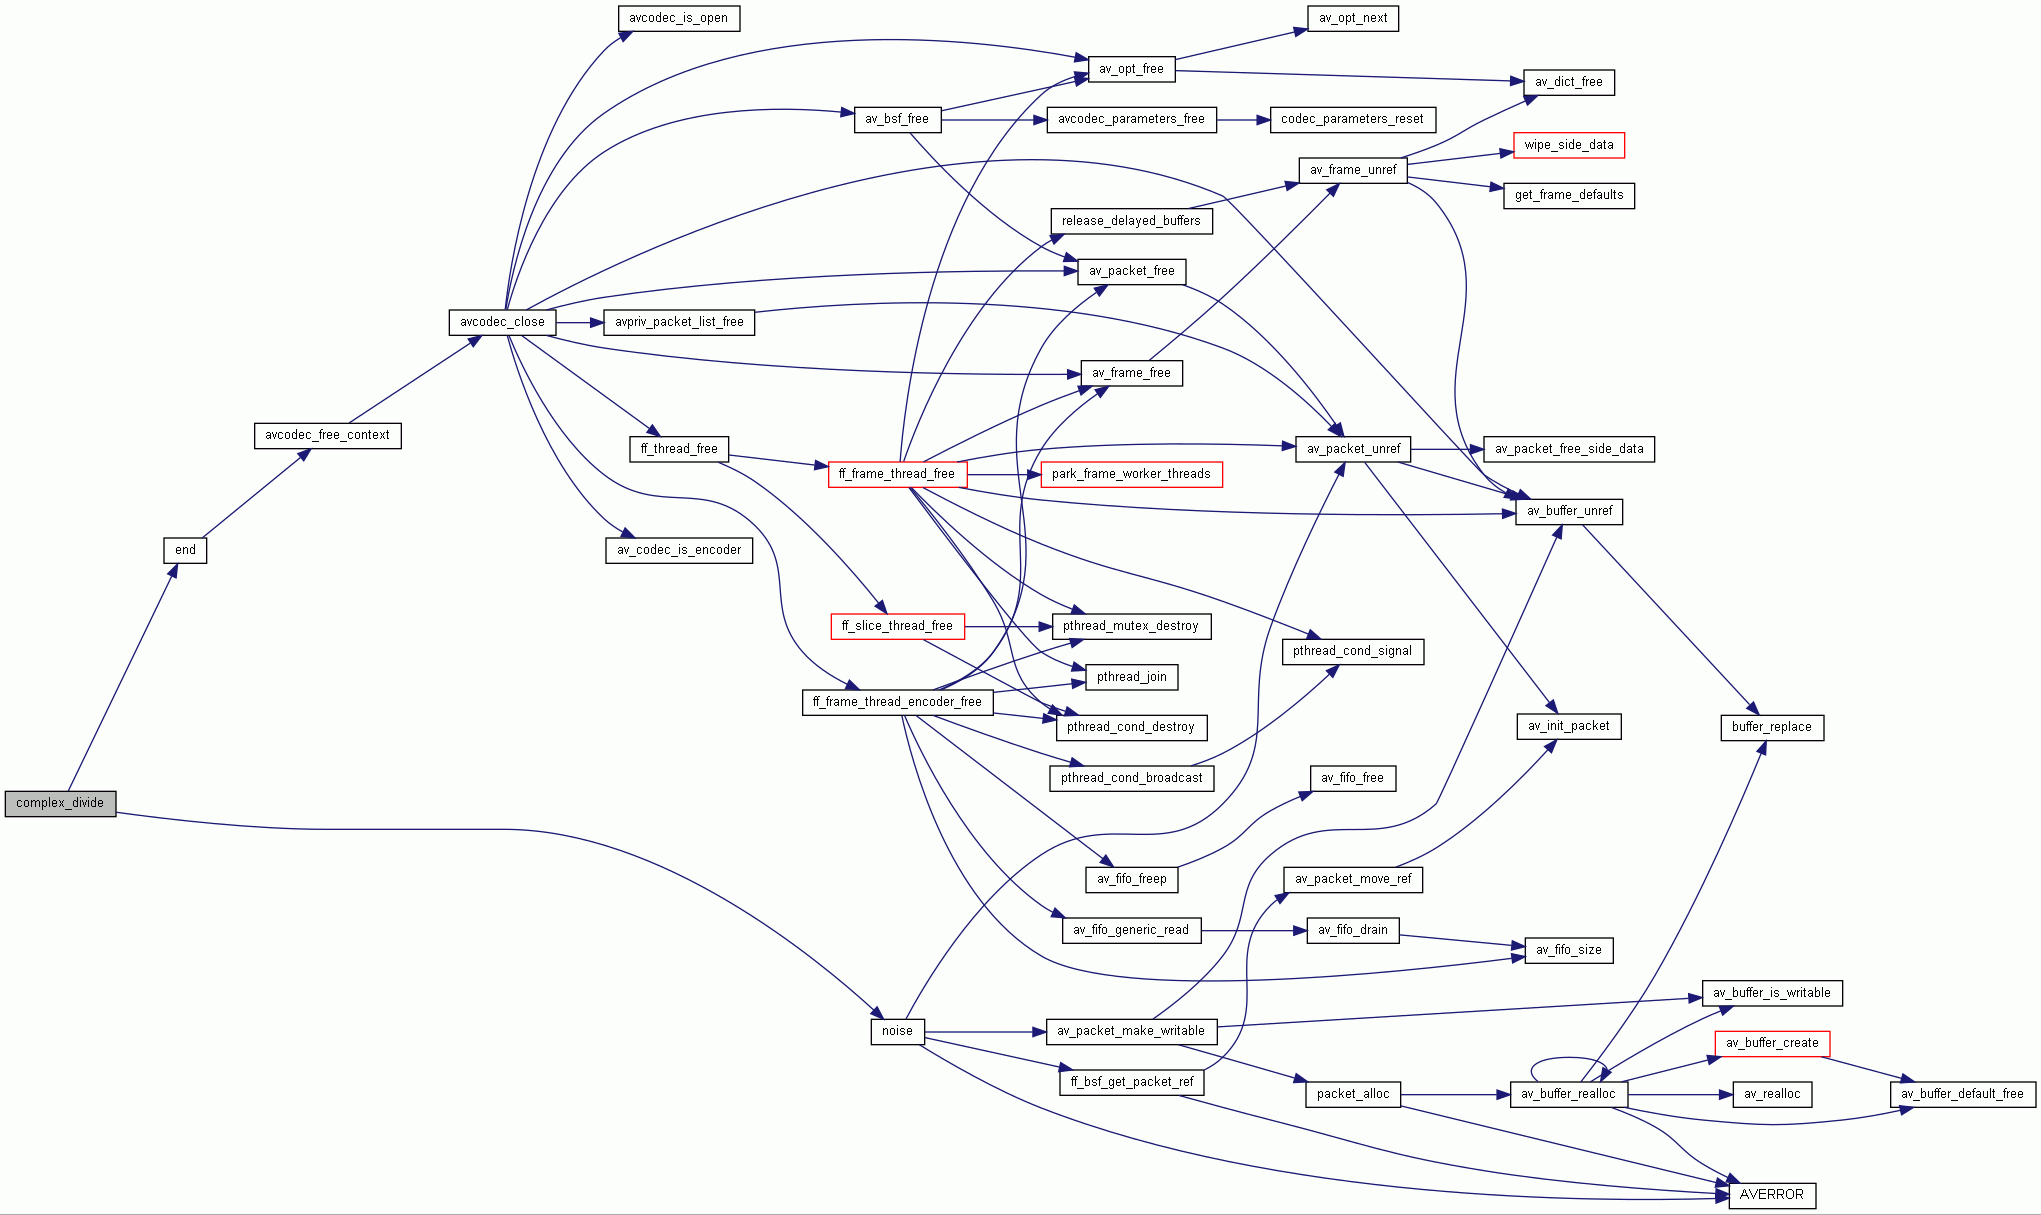 avcodec_is_open
av_opt_next
av_opt_free
av_dict_free
av_bsf_free
avcodec_parameters_free
codec_parameters_reset
wipe_side_data
av_frame_unref
get_frame_defaults
release_delayed_buffers
av_packet_free
avcodec_close
avpriv_packet_list_free
av_frame_free
avcodec_free_context
ff_thread_free
av_packet_unref
av_packet_free_side_data
ff_frame_thread_free
park_frame_worker_threads
av_buffer_unref
end
av_codec_is_encoder
ff_slice_thread_free
pthread_mutex_destroy
pthread_cond_signal
pthread_join
ff_frame_thread_encoder_free
pthread_cond_destroy
av_init_packet
buffer_replace
pthread_cond_broadcast
av_fifo_free
complex_divide
av_fifo_freep
av_packet_move_ref
av_fifo_generic_read
av_fifo_drain
av_fifo_size
av_buffer_is_writable
noise
av_packet_make_writable
av_buffer_create
ff_bsf_get_packet_ref
packet_alloc
av_buffer_realloc
av_realloc
av_buffer_default_free
AVERROR